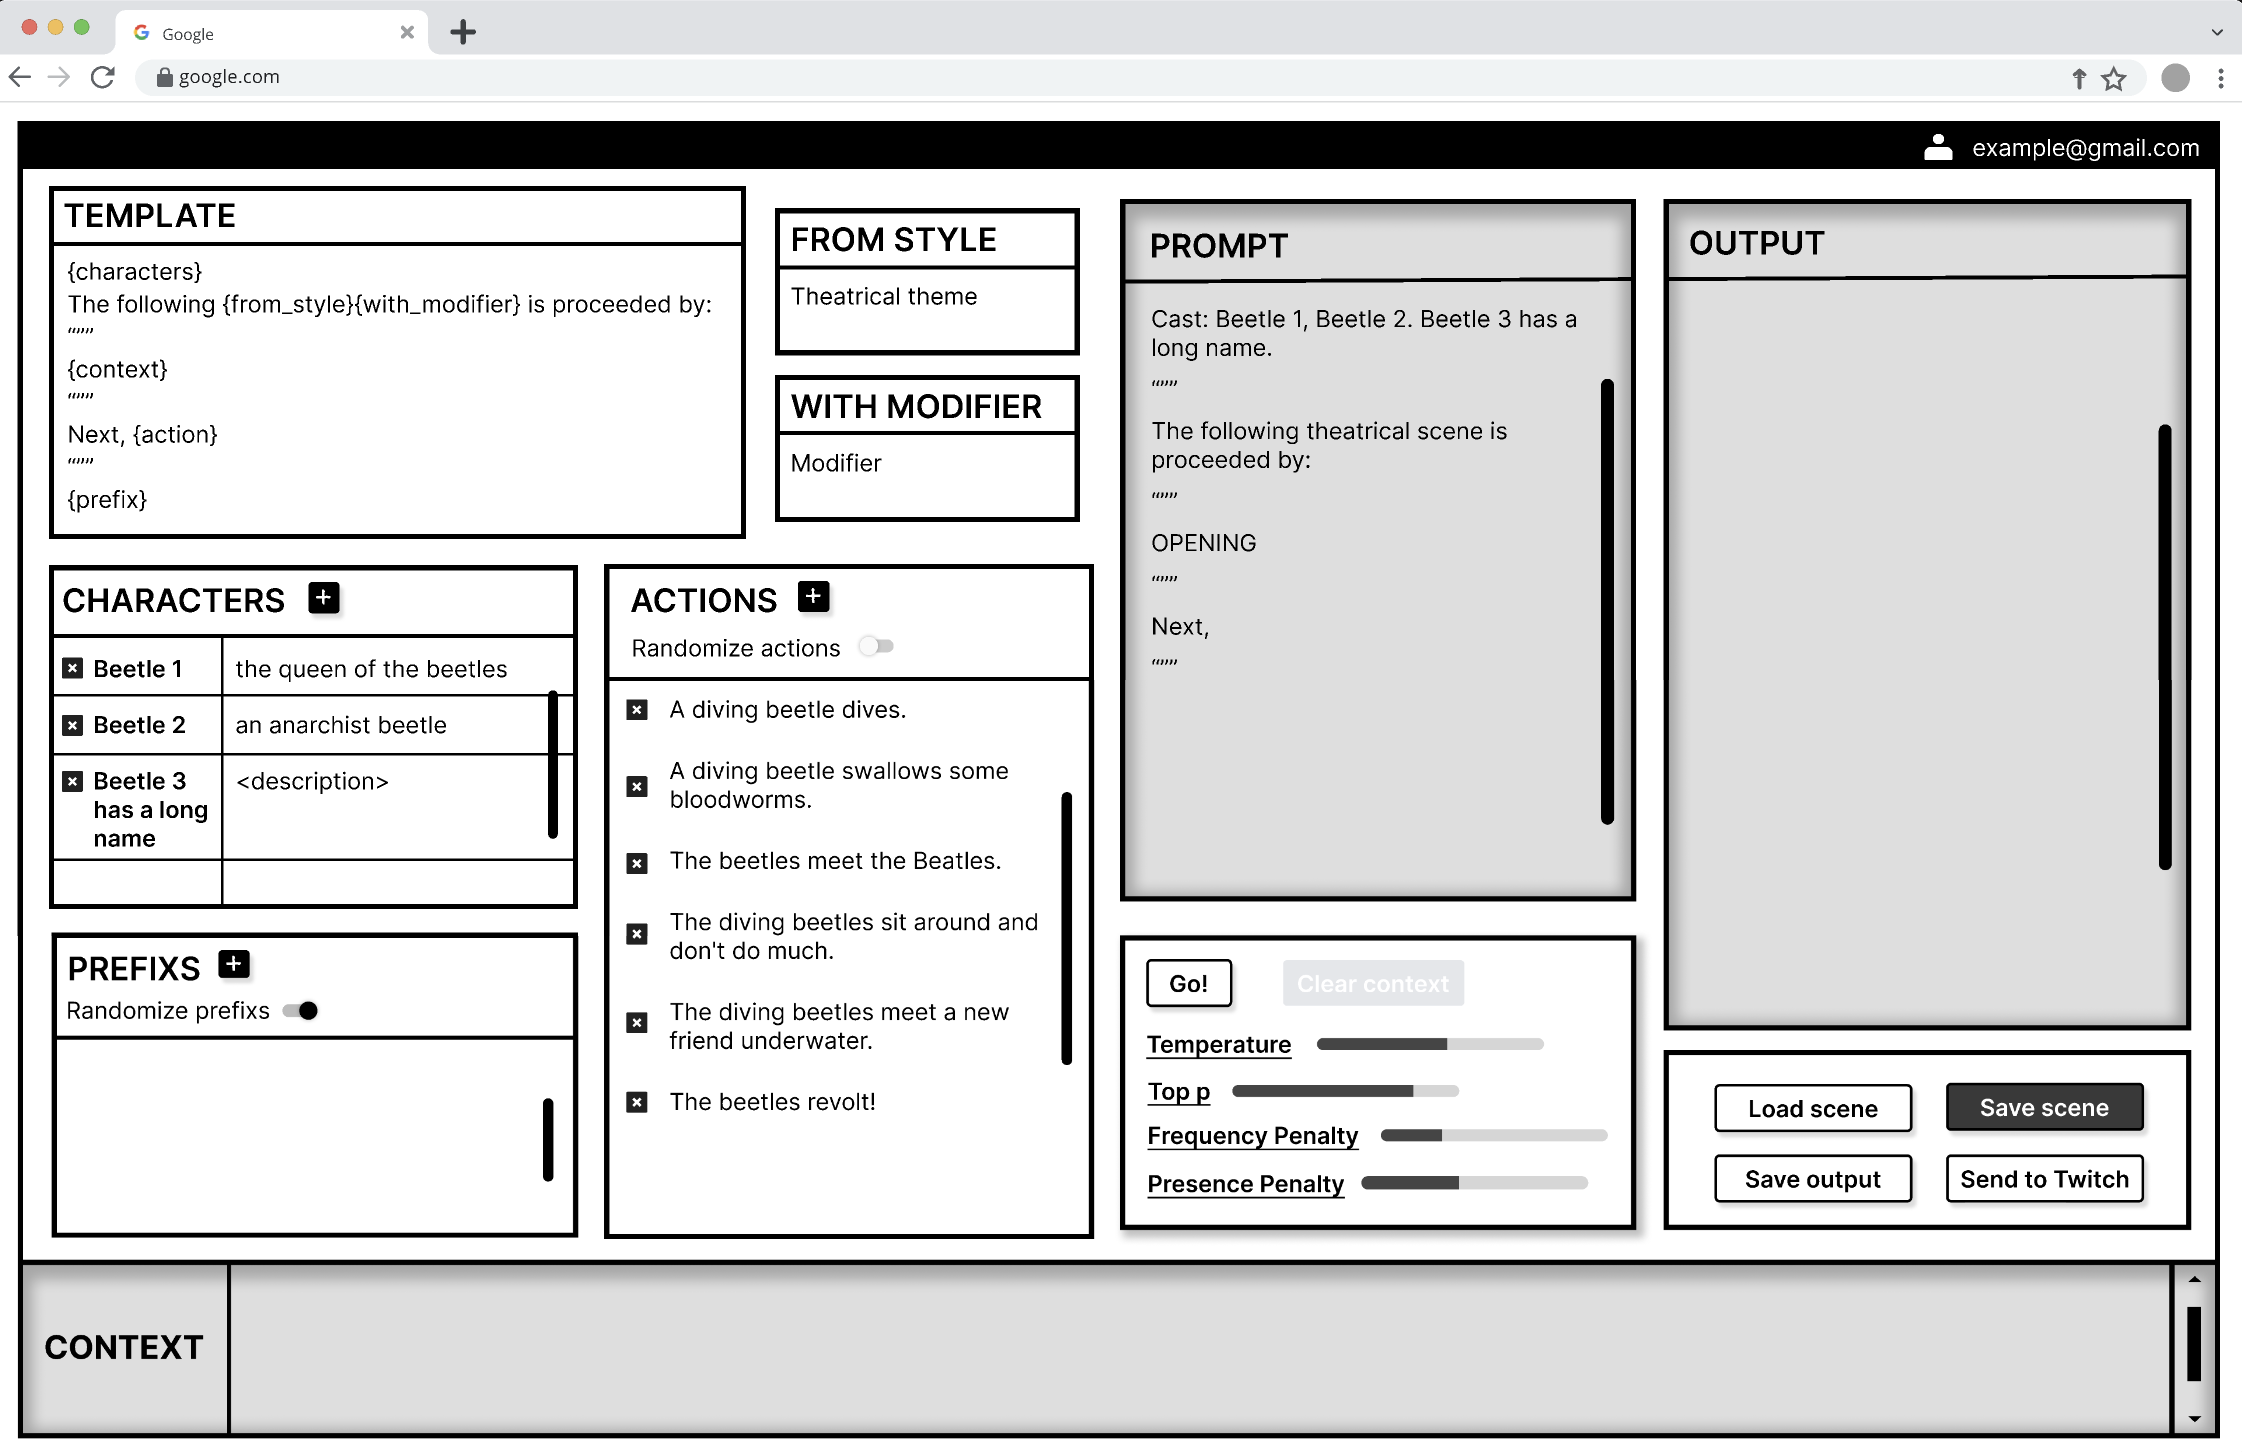 Google
google.com
example@gmail.com
TEMPLATE
{characters}
The following {from_style}{with_modifier} is proceeded by:
“””
{context}
“””
Next, {action}
“””
{prefix}
FROM STYLE
Theatrical theme
WITH MODIFIER
Modifier
CHARACTERS +
Beetle 1 the queen of the beetles
Beetle 2 an anarchist beetle
Beetle 3 <description>
has a long
name
PREFIXS +
Randomize prefixs
ACTIONS +
Randomize actions
A diving beetle dives.
A diving beetle swallows some
bloodworms.
The beetles meet the Beatles.
The diving beetles sit around and
don't do much.
The diving beetles meet a new
friend underwater.
The beetles revolt!
PROMPT
Cast: Beetle 1, Beetle 2. Beetle 3 has a
long name.
“””
The following theatrical scene is
proceeded by:
“””
OPENING
“””
Next,
“””
Go! Clear context
Temperature
Top p
Frequency Penalty
Presence Penalty
OUTPUT
Load scene Save scene
Save output Send to Twitch
CONTEXT